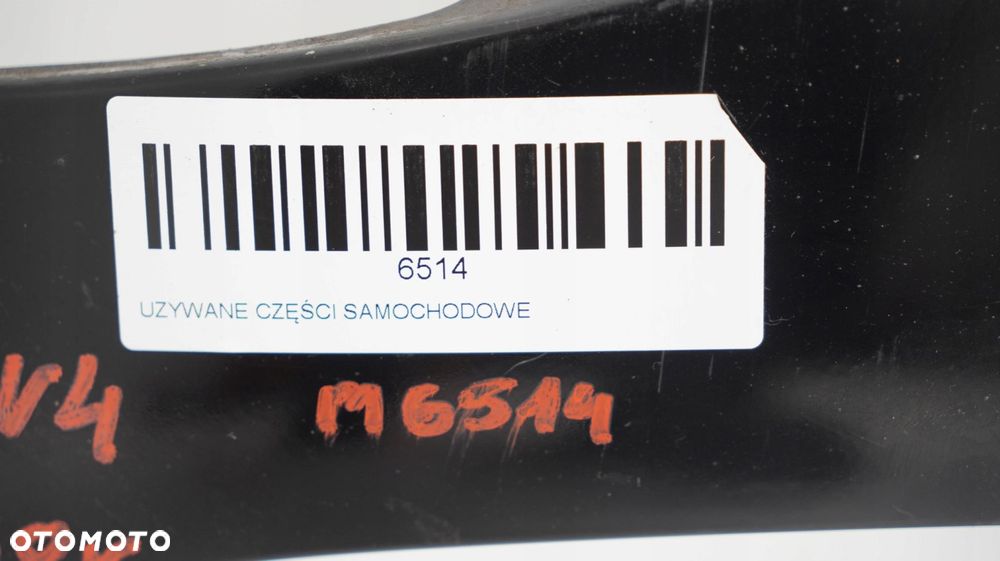 6514
UZYWANE CZĘŚCI SAMOCHODOWE
V4 M6514
OTOMOTO